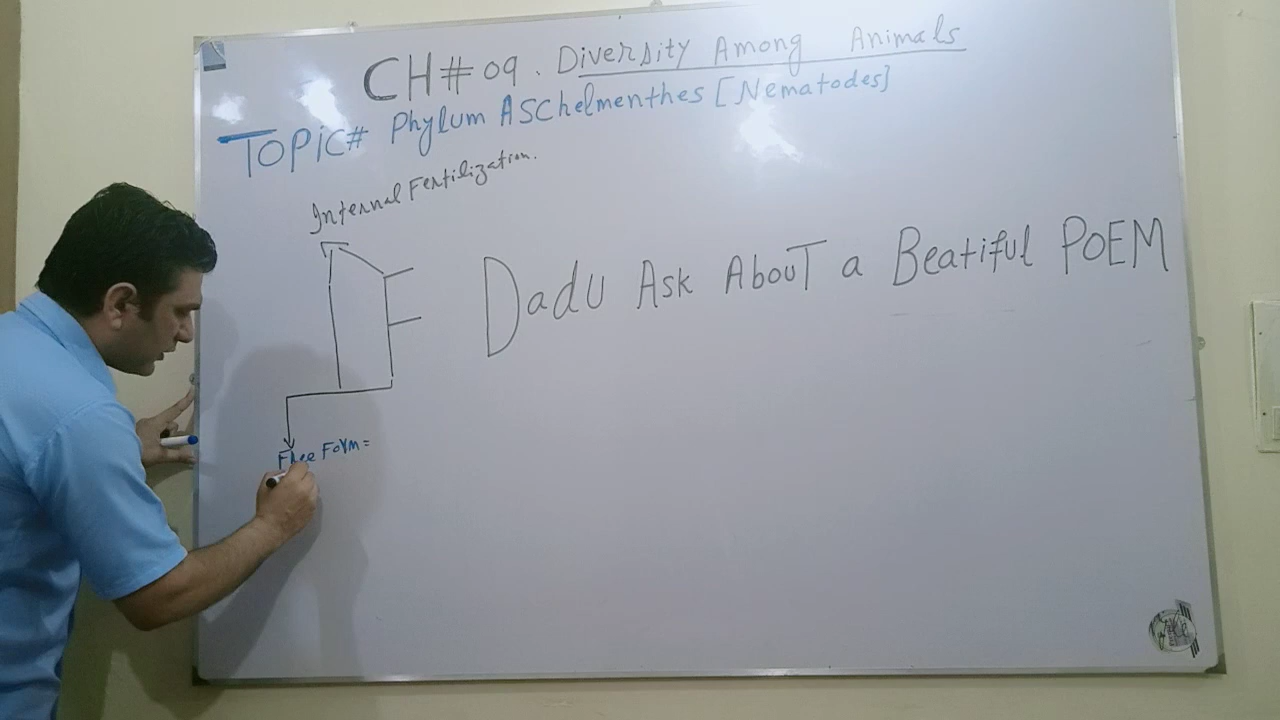 CH# 09. Diversity Among Animals
TOPic# Phylum ASChelmenthes [Nematodes]
Internal Fertilization.
DadU Ask AbouT a Beatiful POEM
Free Form=